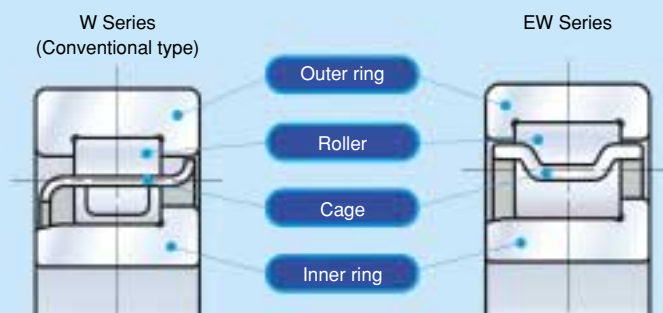 W Series
(Conventional type)
EW Series
Outer ring
Roller
Cage
Inner ring